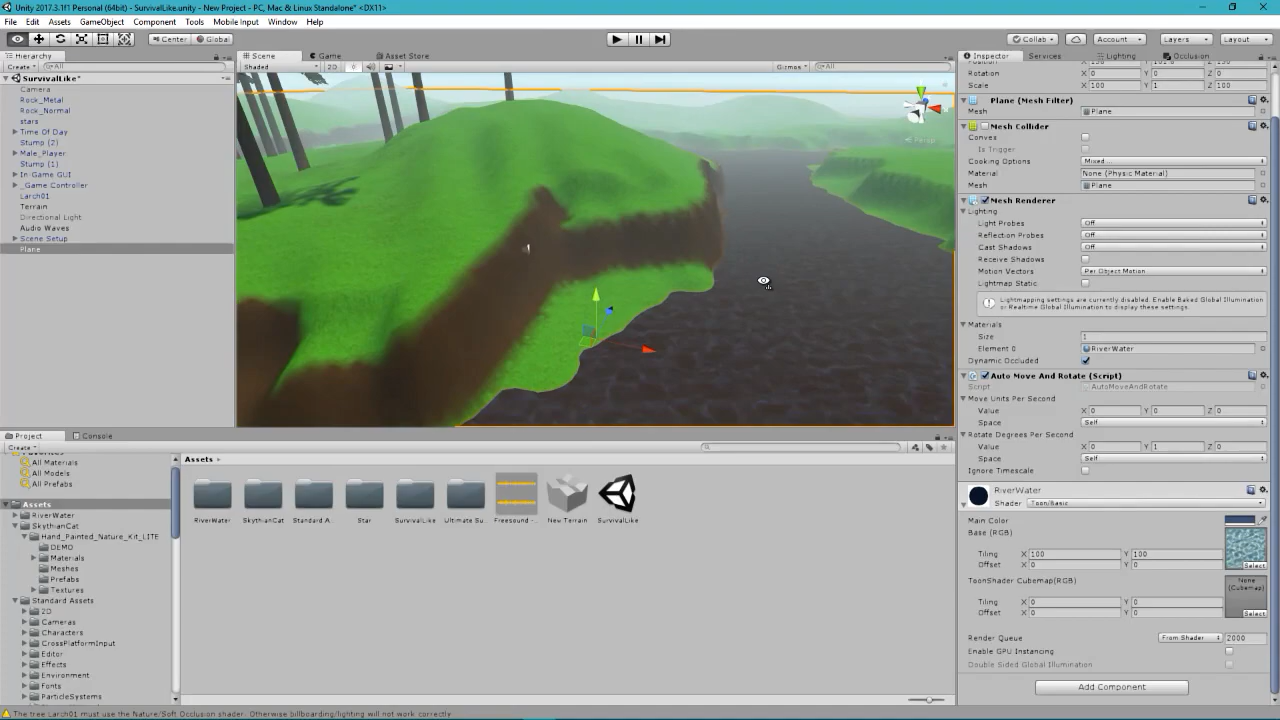 Unity 2017.3.1f1 Personal (64bit) - SurvivalLike.unity - New Project - PC, Mac & Linux Standalone* <DX11>
File Edit Assets GameObject Component Tools Mobile Input Window Help
Center Global Collab Account Layers Layout
Hierarchy Scene Game Asset Store Inspector Services Lighting Occlusion
Create All Shaded 2D Gizmos All
SurvivalLike*
Camera
Rock_Metal
Rock_Normal
stars
Time Of Day
Stump (2)
Male_Player
Stump (1)
In-Game GUI
_Game Controller
Larch01
Terrain
Directional Light
Audio Waves
Scene Setup
Plane
Persp
Rotation X 0 Y 0 Z 0
Scale X 100 Y 1 Z 100
Plane (Mesh Filter)
Mesh Plane
Mesh Collider
Convex
Is Trigger
Cooking Options Mixed ...
Material None (Physic Material)
Mesh Plane
Mesh Renderer
Lighting
Light Probes Off
Reflection Probes Off
Cast Shadows Off
Receive Shadows
Motion Vectors Per Object Motion
Lightmap Static
Lightmapping settings are currently disabled. Enable Baked Global Illumination
or Realtime Global Illumination to display these settings.
Materials
Size 1
Element 0 RiverWater
Dynamic Occluded
Auto Move And Rotate (Script)
Script AutoMoveAndRotate
Move Units Per Second
Value X 0 Y 0 Z 0
Space Self
Rotate Degrees Per Second
Value X 0 Y 1 Z 0
Space Self
Ignore Timescale
RiverWater
Shader Toon/Basic
Main Color
Base (RGB)
Tiling X 100 Y 100
Offset X 0 Y 0
Select
ToonShader Cubemap(RGB)
None
(Cubemap)
Tiling X 0 Y 0
Offset X 0 Y 0
Select
Render Queue From Shader 2000
Enable GPU Instancing
Double Sided Global Illumination
Add Component
Project Console
Create
Favorites
All Materials
All Models
All Prefabs
Assets
RiverWater
SkythianCat
Hand_Painted_Nature_Kit_LITE
DEMO
Materials
Meshes
Prefabs
Textures
Standard Assets
2D
Cameras
Characters
CrossPlatformInput
Editor
Effects
Environment
Fonts
ParticleSystems
Assets
RiverWater SkythianCat Standard A.. Star SurvivalLike Ultimate Su.. Freesound -.. New Terrain SurvivalLike
The tree Larch01 must use the Nature/Soft Occlusion shader. Otherwise billboarding/lighting will not work correctly